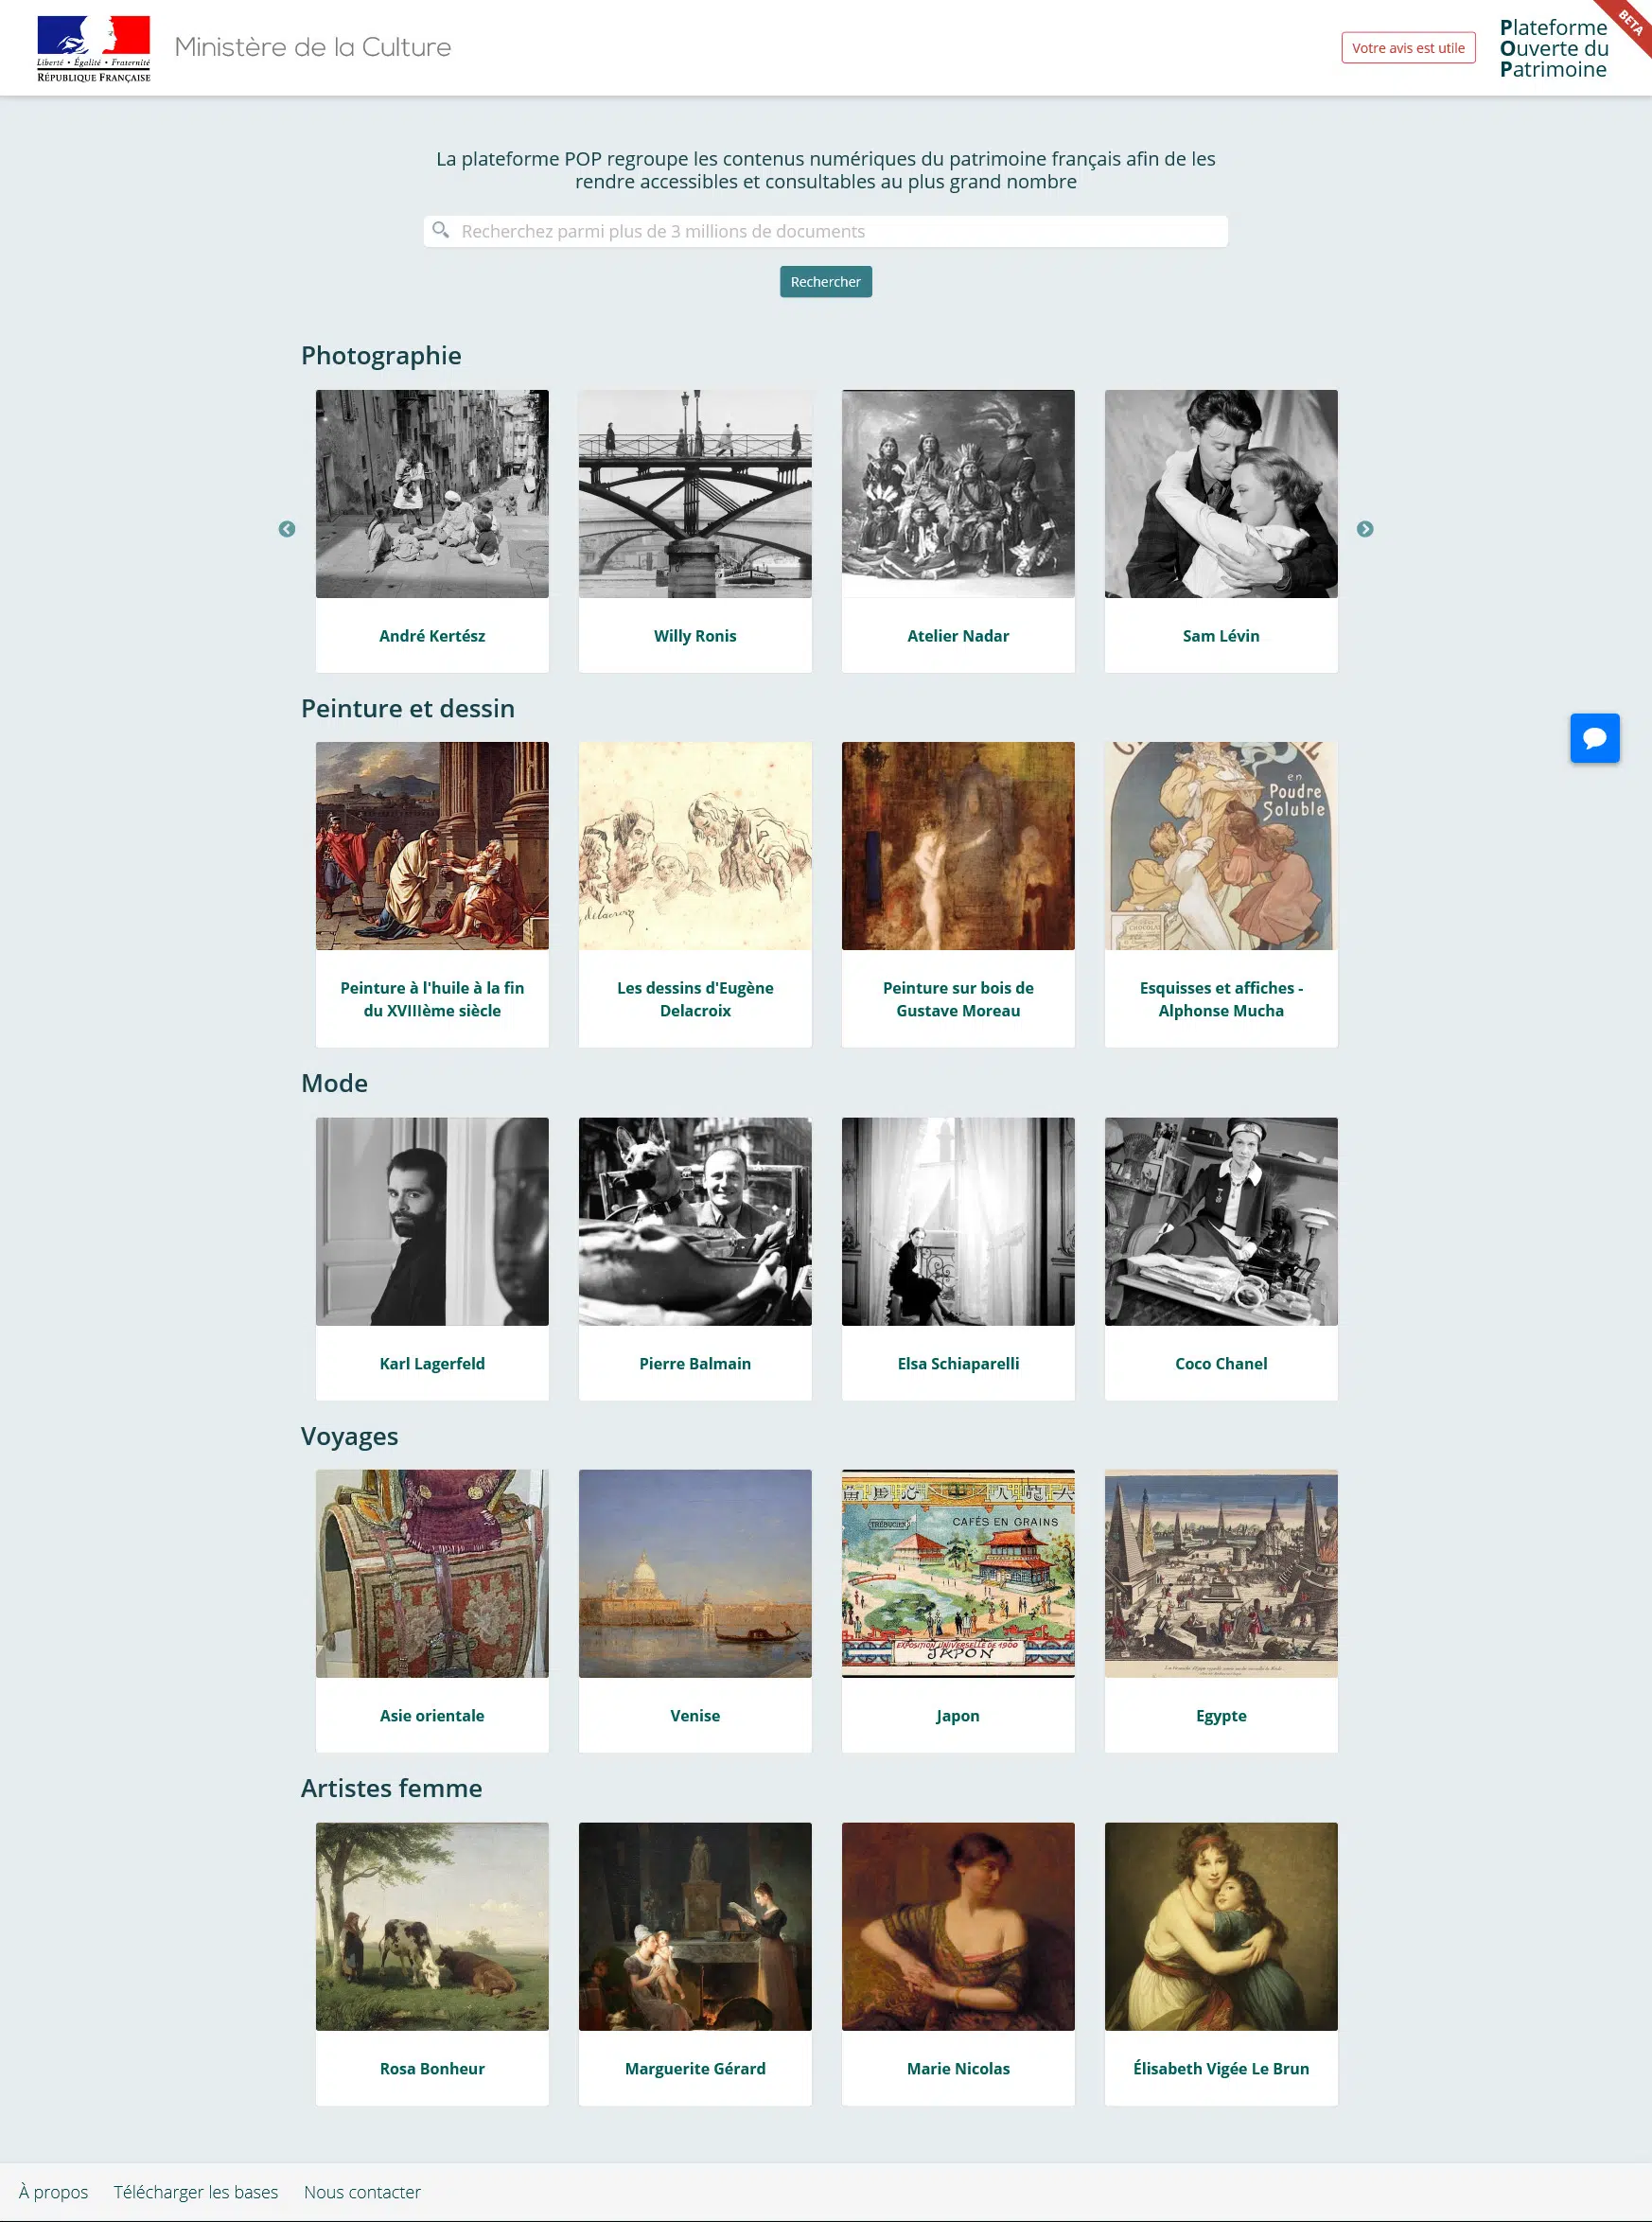 Liberté • Égalité • Fraternité
RÉPUBLIQUE FRANÇAISE
Ministère de la Culture
Votre avis est utile
Plateforme
Ouverte du
Patrimoine
BETA
La plateforme POP regroupe les contenus numériques du patrimoine français afin de les
rendre accessibles et consultables au plus grand nombre
Recherchez parmi plus de 3 millions de documents
Rechercher
Photographie
André Kertész
Willy Ronis
Atelier Nadar
Sam Lévin
Peinture et dessin
delacroix
en
Poudre
Soluble
CHOCOLAT
Peinture à l'huile à la fin
du XVIIIème siècle
Les dessins d'Eugène
Delacroix
Peinture sur bois de
Gustave Moreau
Esquisses et affiches -
Alphonse Mucha
Mode
Karl Lagerfeld
Pierre Balmain
Elsa Schiaparelli
Coco Chanel
Voyages
TRÉBUCIEN
CAFÉS EN GRAINS
EXPOSITION UNIVERSELLE DE 1900
JAPON
Asie orientale
Venise
Japon
Egypte
Artistes femme
Rosa Bonheur
Marguerite Gérard
Marie Nicolas
Élisabeth Vigée Le Brun
À propos
Télécharger les bases
Nous contacter